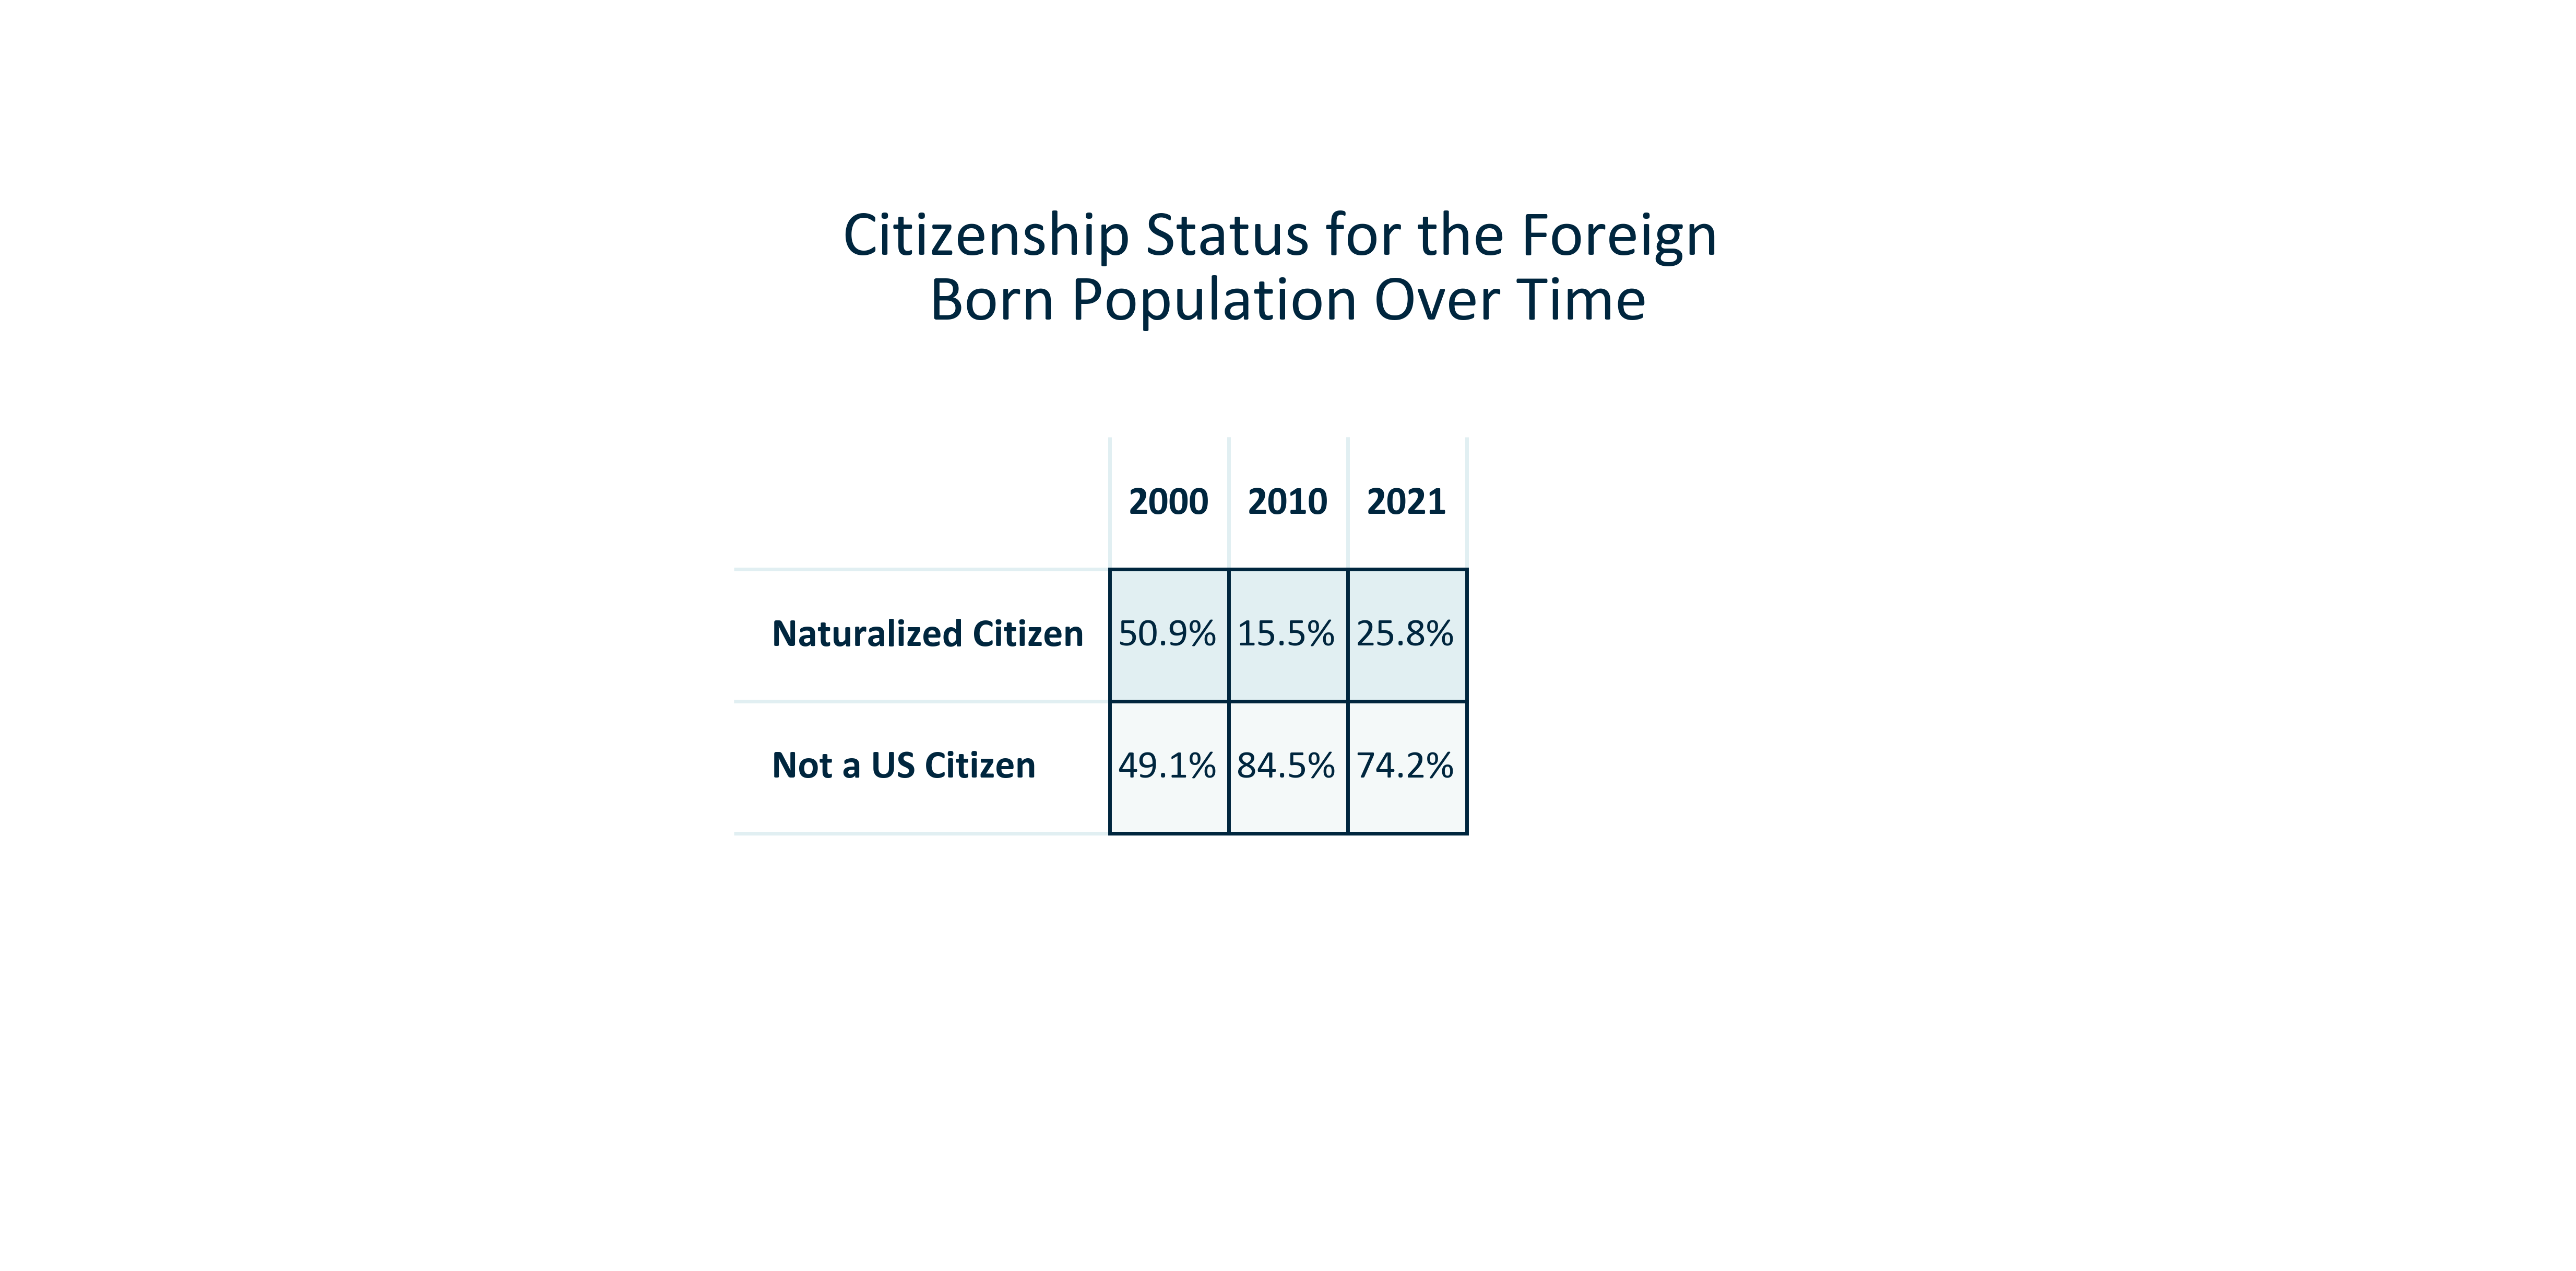 Citizenship Status for the Foreign
Born Population Over Time
2000 2010 2021
Naturalized Citizen 50.9% 15.5% 25.8%
Not a US Citizen 49.1% 84.5% 74.2%